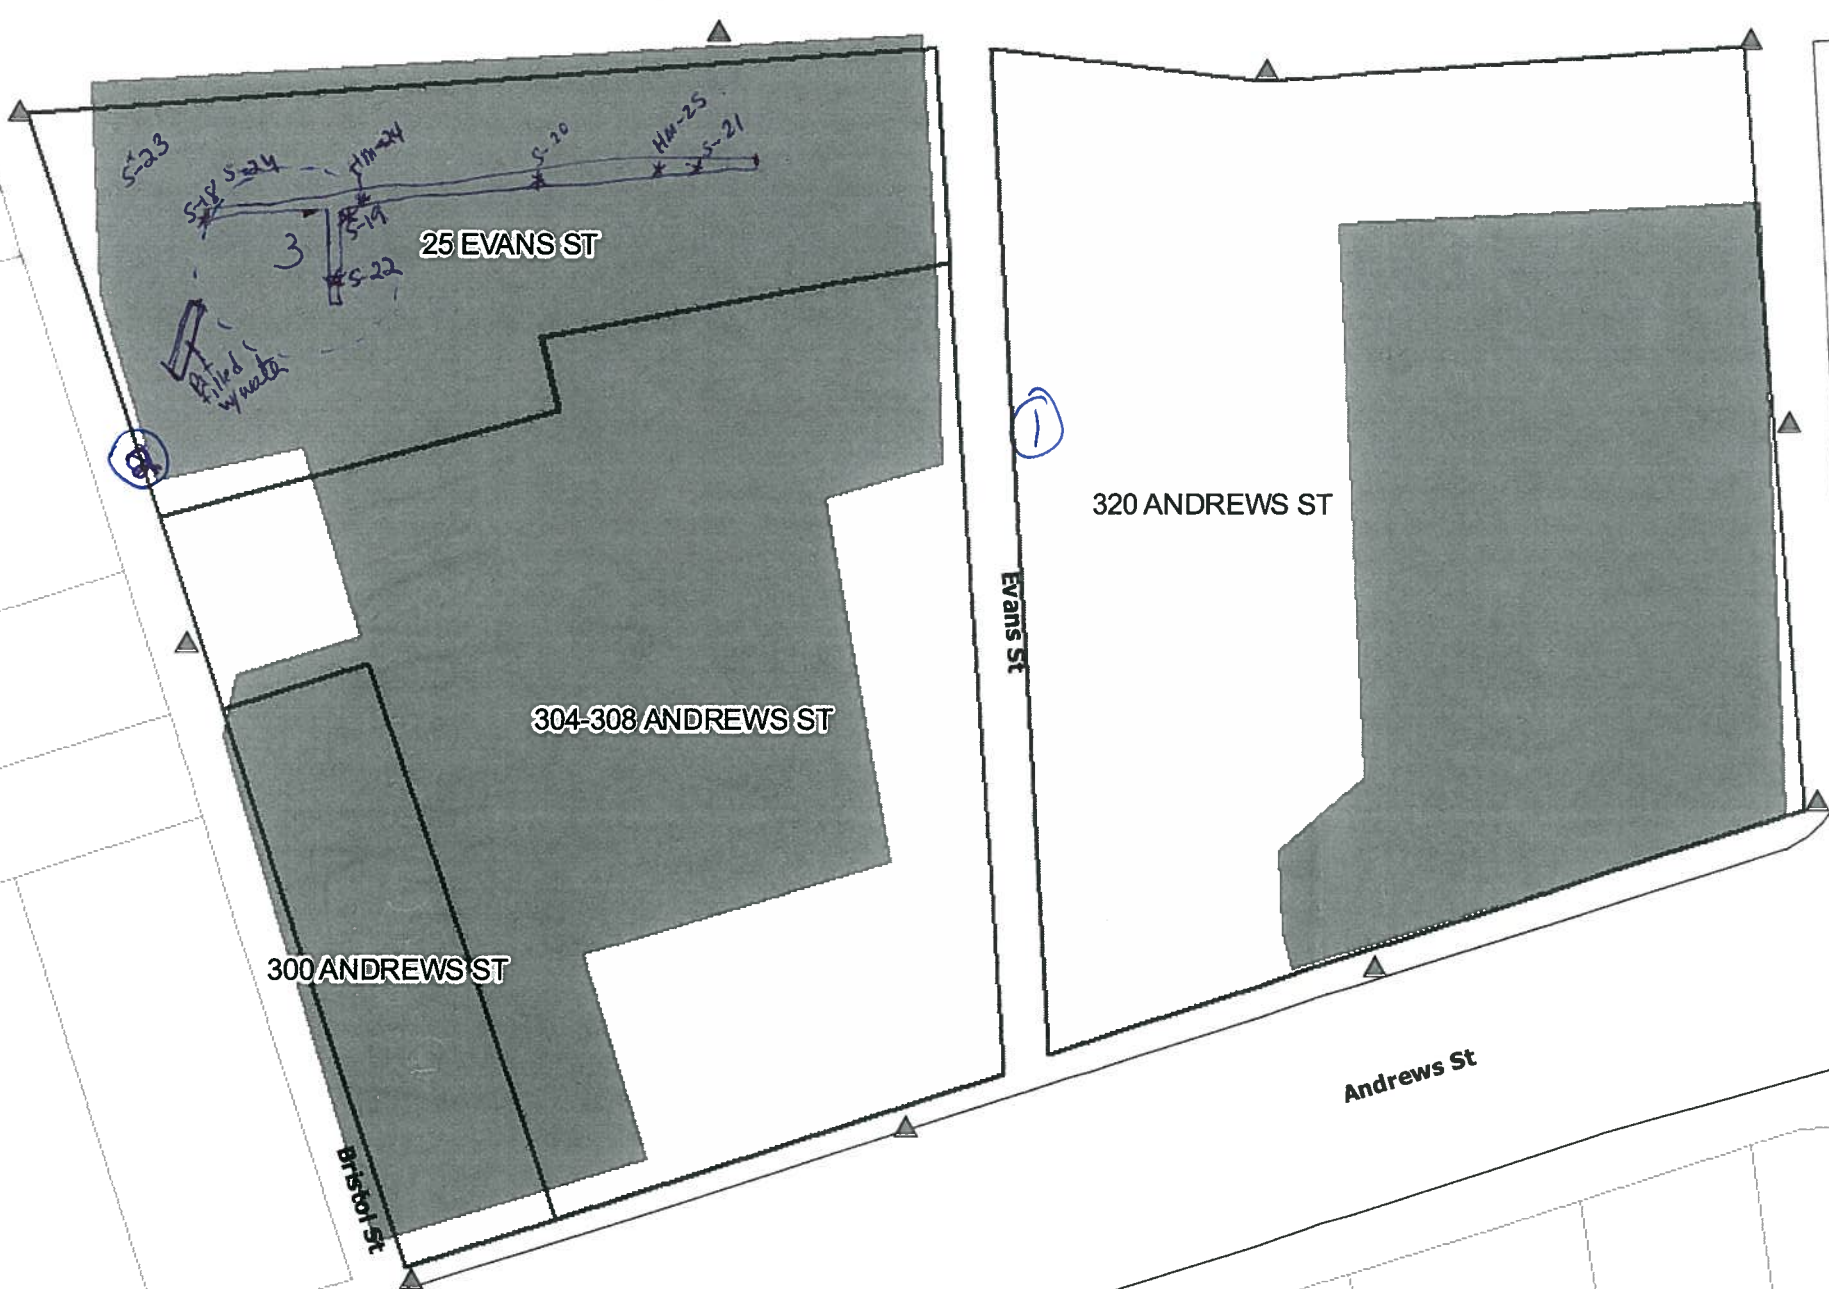 S-23
S-24
HM-24
S-20
HM-25
S-21
S-18
S-19
3
25 EVANS ST
S-22
Pit
filled
w/water
1
320 ANDREWS ST
Evans St
304-308 ANDREWS ST
300 ANDREWS ST
Andrews St
Bristol St